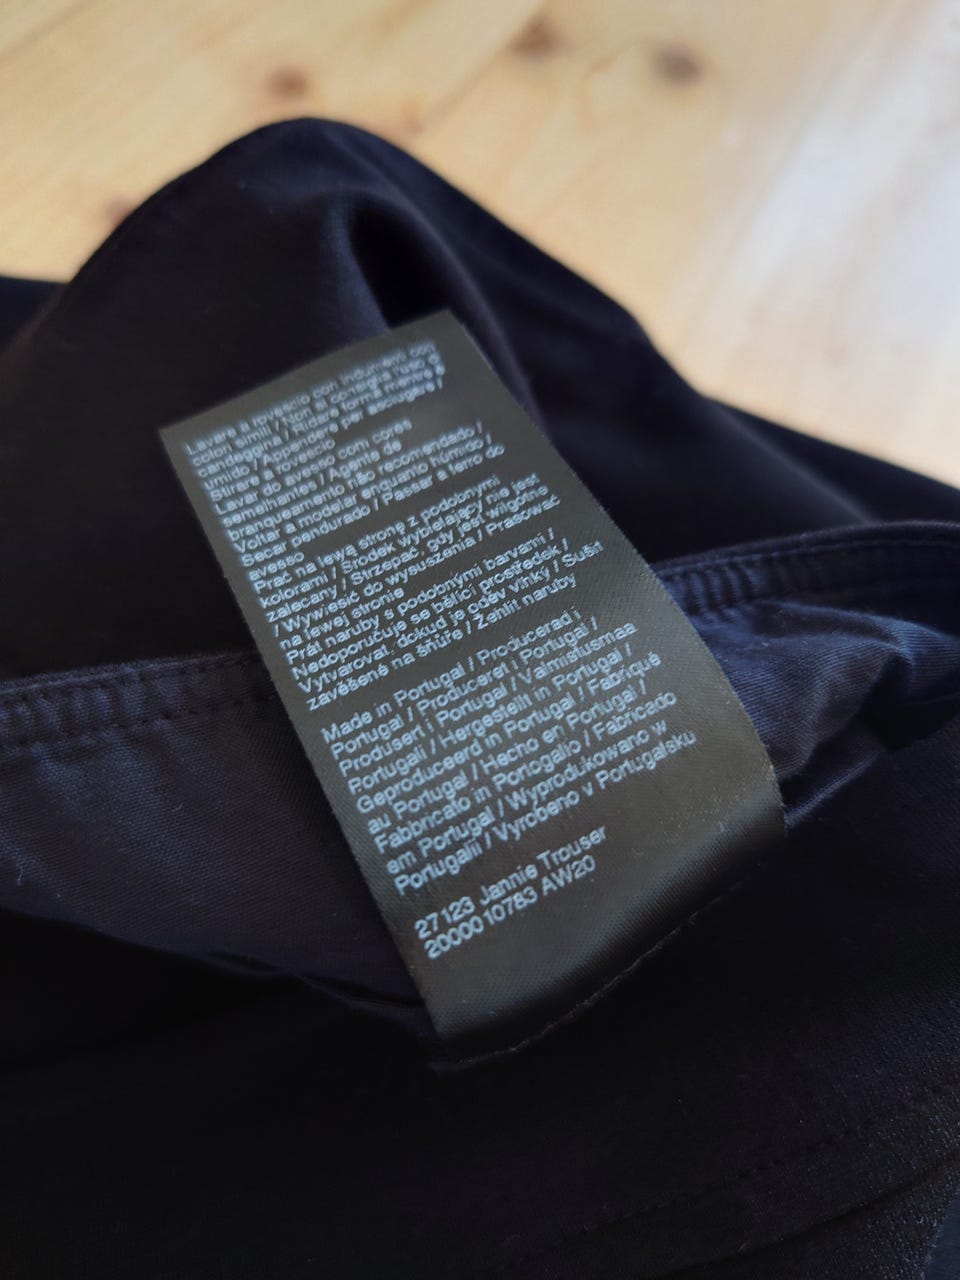 Lavare a rovescio con indumenti con
colori simili / Non si consiglia l'uso di
candeggina / Ridare forma mentre è
umido / Appendere per asciugare /
Stirare a rovescio
Lavar do avesso com cores
semelhantes / Agente de
branqueamento não recomendado /
Voltar a modelar enquanto húmido /
Secar pendurado / Passar a ferro do
avesso
Prać na lewą stronę z podobnymi
kolorami / Środek wybielający nie jest
zalecany / Strzepać, gdy jest wilgotne
/ Wywiesić do wysuszenia / Prasować
na lewej stronie
Prát naruby s podobnými barvami /
Nedoporučuje se bělící prostředek /
Vytvarovat, dokud je oděv vlhký / Sušit
zavěšené na šňůře / Žehlit naruby
Made in Portugal / Producerad i
Portugal / Produceret i Portugal /
Produsert i Portugal / Valmistusmaa
Portugali / Hergestellt in Portugal /
Geproduceerd in Portugal / Fabriqué
au Portugal / Hecho en Portugal /
Fabbricato in Portogallo / Fabricado
em Portugal / Wyprodukowano w
Portugalii / Vyrobeno v Portugalsku
27123 Jannie Trouser
2000010783 AW20